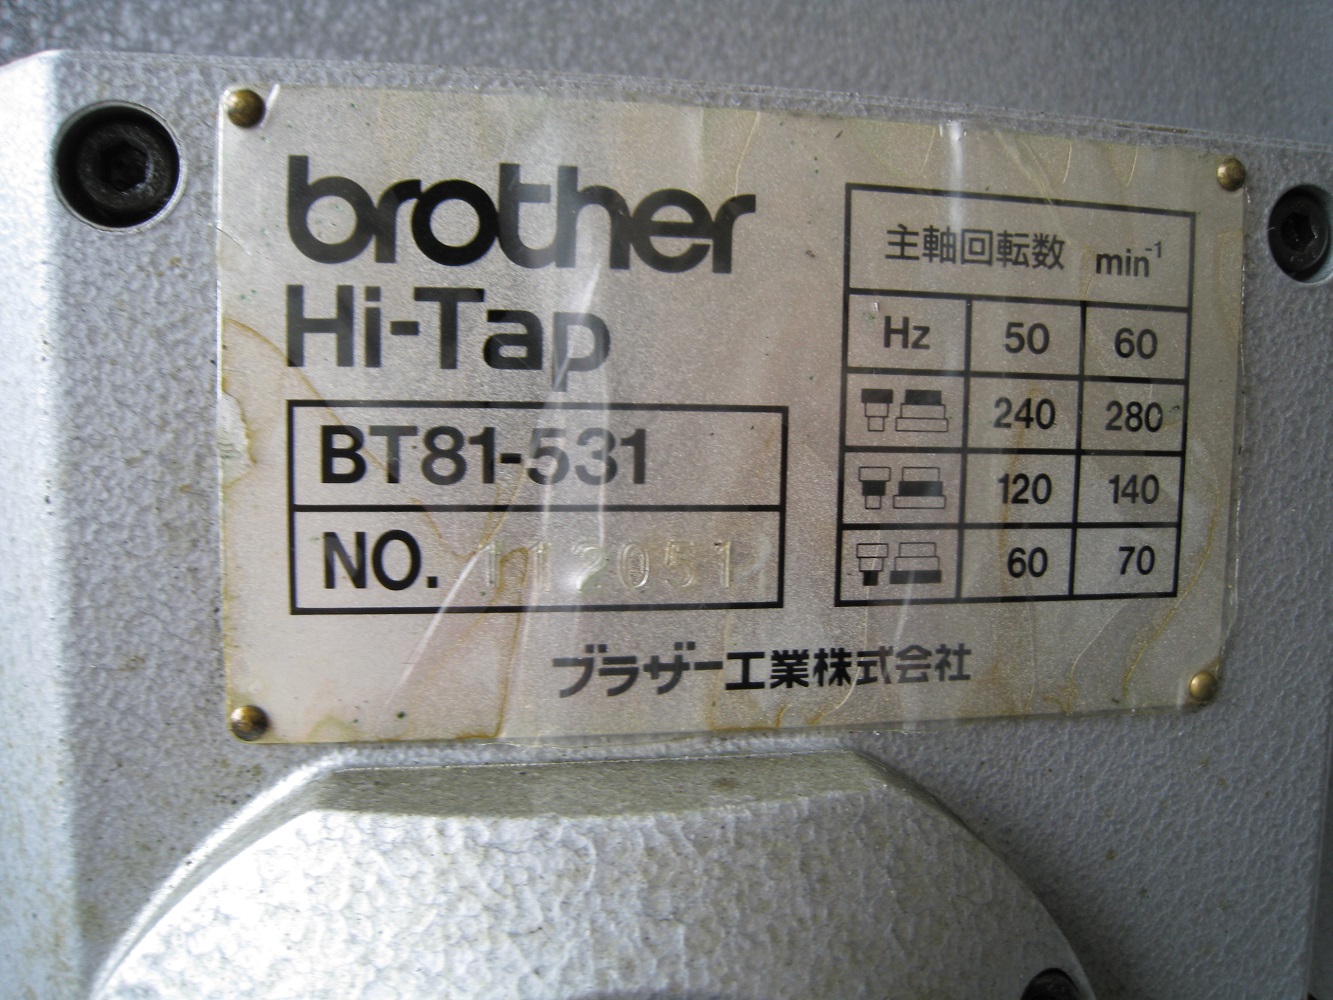 brother
Hi-Tap
BT81-531
NO. 112051
主軸回転数 min⁻¹
Hz 50 60
240 280
120 140
60 70
ブラザー工業株式会社